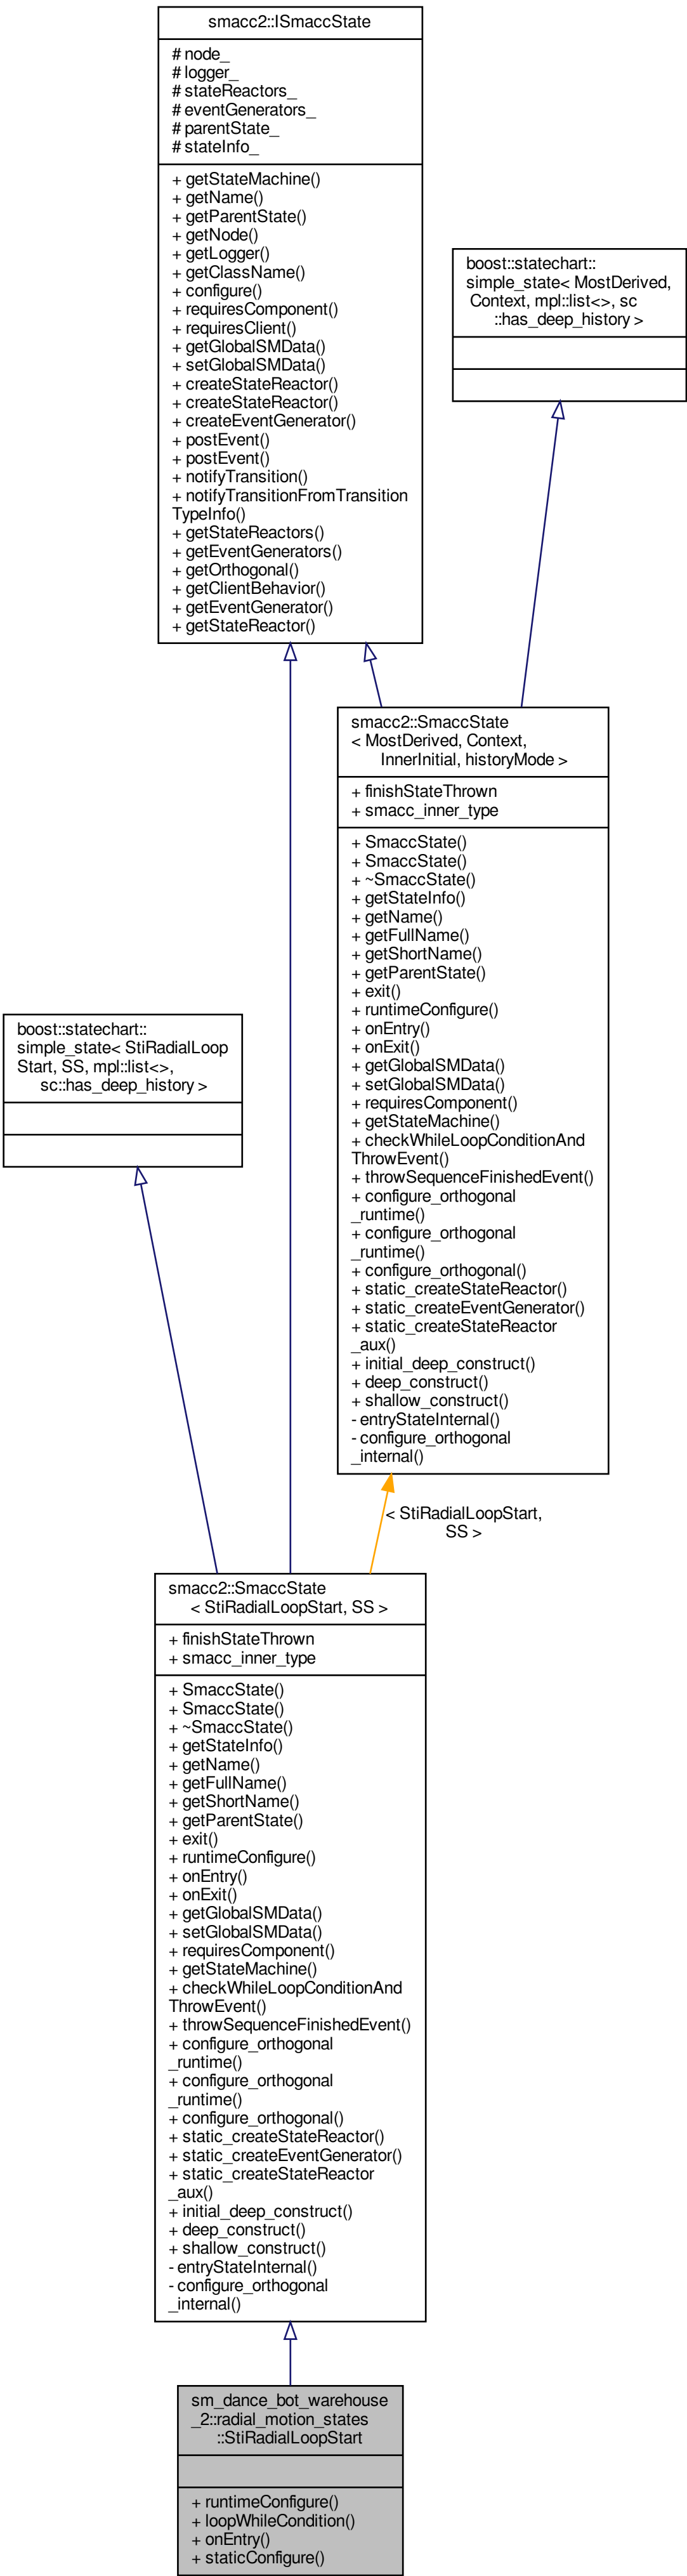 smacc2::ISmaccState
# node_
# logger_
# stateReactors_
# eventGenerators_
# parentState_
# stateInfo_
+ getStateMachine()
+ getName()
+ getParentState()
+ getNode()
+ getLogger()
+ getClassName()
+ configure()
+ requiresComponent()
+ requiresClient()
+ getGlobalSMData()
+ setGlobalSMData()
+ createStateReactor()
+ createStateReactor()
+ createEventGenerator()
+ postEvent()
+ postEvent()
+ notifyTransition()
+ notifyTransitionFromTransition
TypeInfo()
+ getStateReactors()
+ getEventGenerators()
+ getOrthogonal()
+ getClientBehavior()
+ getEventGenerator()
+ getStateReactor()
boost::statechart::
simple_state< MostDerived,
Context, mpl::list<>, sc
::has_deep_history >
smacc2::SmaccState
< MostDerived, Context,
InnerInitial, historyMode >
+ finishStateThrown
+ smacc_inner_type
+ SmaccState()
+ SmaccState()
+ ~SmaccState()
+ getStateInfo()
+ getName()
+ getFullName()
+ getShortName()
+ getParentState()
+ exit()
+ runtimeConfigure()
+ onEntry()
+ onExit()
+ getGlobalSMData()
+ setGlobalSMData()
+ requiresComponent()
+ getStateMachine()
+ checkWhileLoopConditionAnd
ThrowEvent()
+ throwSequenceFinishedEvent()
+ configure_orthogonal
_runtime()
+ configure_orthogonal
_runtime()
+ configure_orthogonal()
+ static_createStateReactor()
+ static_createEventGenerator()
+ static_createStateReactor
_aux()
+ initial_deep_construct()
+ deep_construct()
+ shallow_construct()
- entryStateInternal()
- configure_orthogonal
_internal()
boost::statechart::
simple_state< StiRadialLoop
Start, SS, mpl::list<>,
sc::has_deep_history >
< StiRadialLoopStart,
SS >
smacc2::SmaccState
< StiRadialLoopStart, SS >
+ finishStateThrown
+ smacc_inner_type
+ SmaccState()
+ SmaccState()
+ ~SmaccState()
+ getStateInfo()
+ getName()
+ getFullName()
+ getShortName()
+ getParentState()
+ exit()
+ runtimeConfigure()
+ onEntry()
+ onExit()
+ getGlobalSMData()
+ setGlobalSMData()
+ requiresComponent()
+ getStateMachine()
+ checkWhileLoopConditionAnd
ThrowEvent()
+ throwSequenceFinishedEvent()
+ configure_orthogonal
_runtime()
+ configure_orthogonal
_runtime()
+ configure_orthogonal()
+ static_createStateReactor()
+ static_createEventGenerator()
+ static_createStateReactor
_aux()
+ initial_deep_construct()
+ deep_construct()
+ shallow_construct()
- entryStateInternal()
- configure_orthogonal
_internal()
sm_dance_bot_warehouse
_2::radial_motion_states
::StiRadialLoopStart
+ runtimeConfigure()
+ loopWhileCondition()
+ onEntry()
+ staticConfigure()